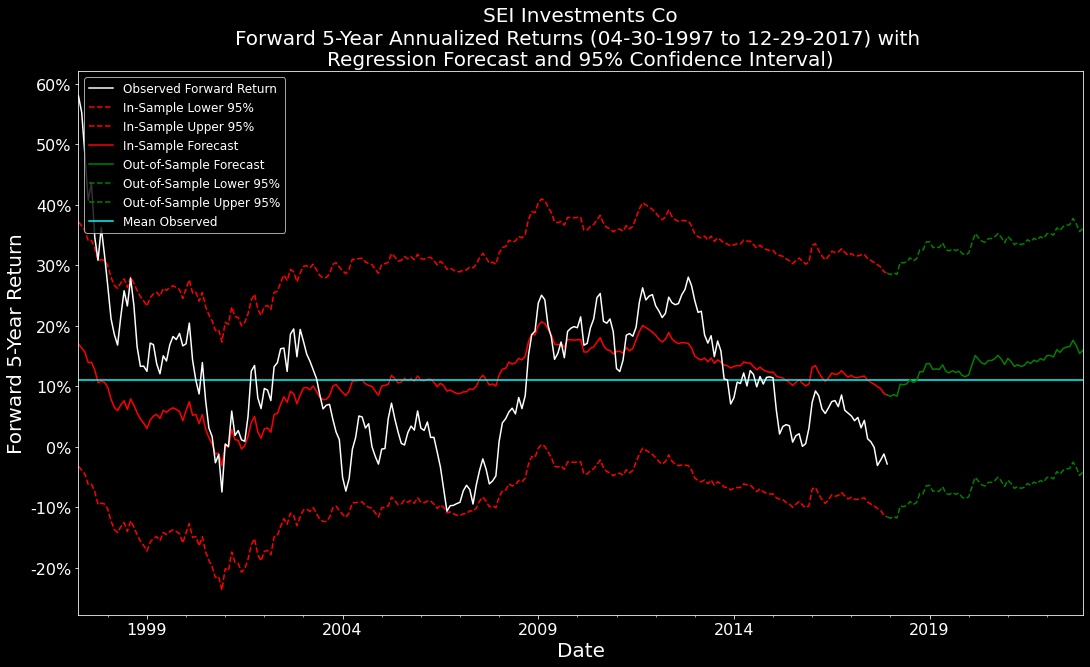 SEI Investments Co
Forward 5-Year Annualized Returns (04-30-1997 to 12-29-2017) with
Regression Forecast and 95% Confidence Interval)
60%
50%
40%
30%
20%
10%
0%
-10%
-20%
Forward 5-Year Return
Observed Forward Return
In-Sample Lower 95%
In-Sample Upper 95%
In-Sample Forecast
Out-of-Sample Forecast
Out-of-Sample Lower 95%
Out-of-Sample Upper 95%
Mean Observed
1999
2004
2009
2014
2019
Date